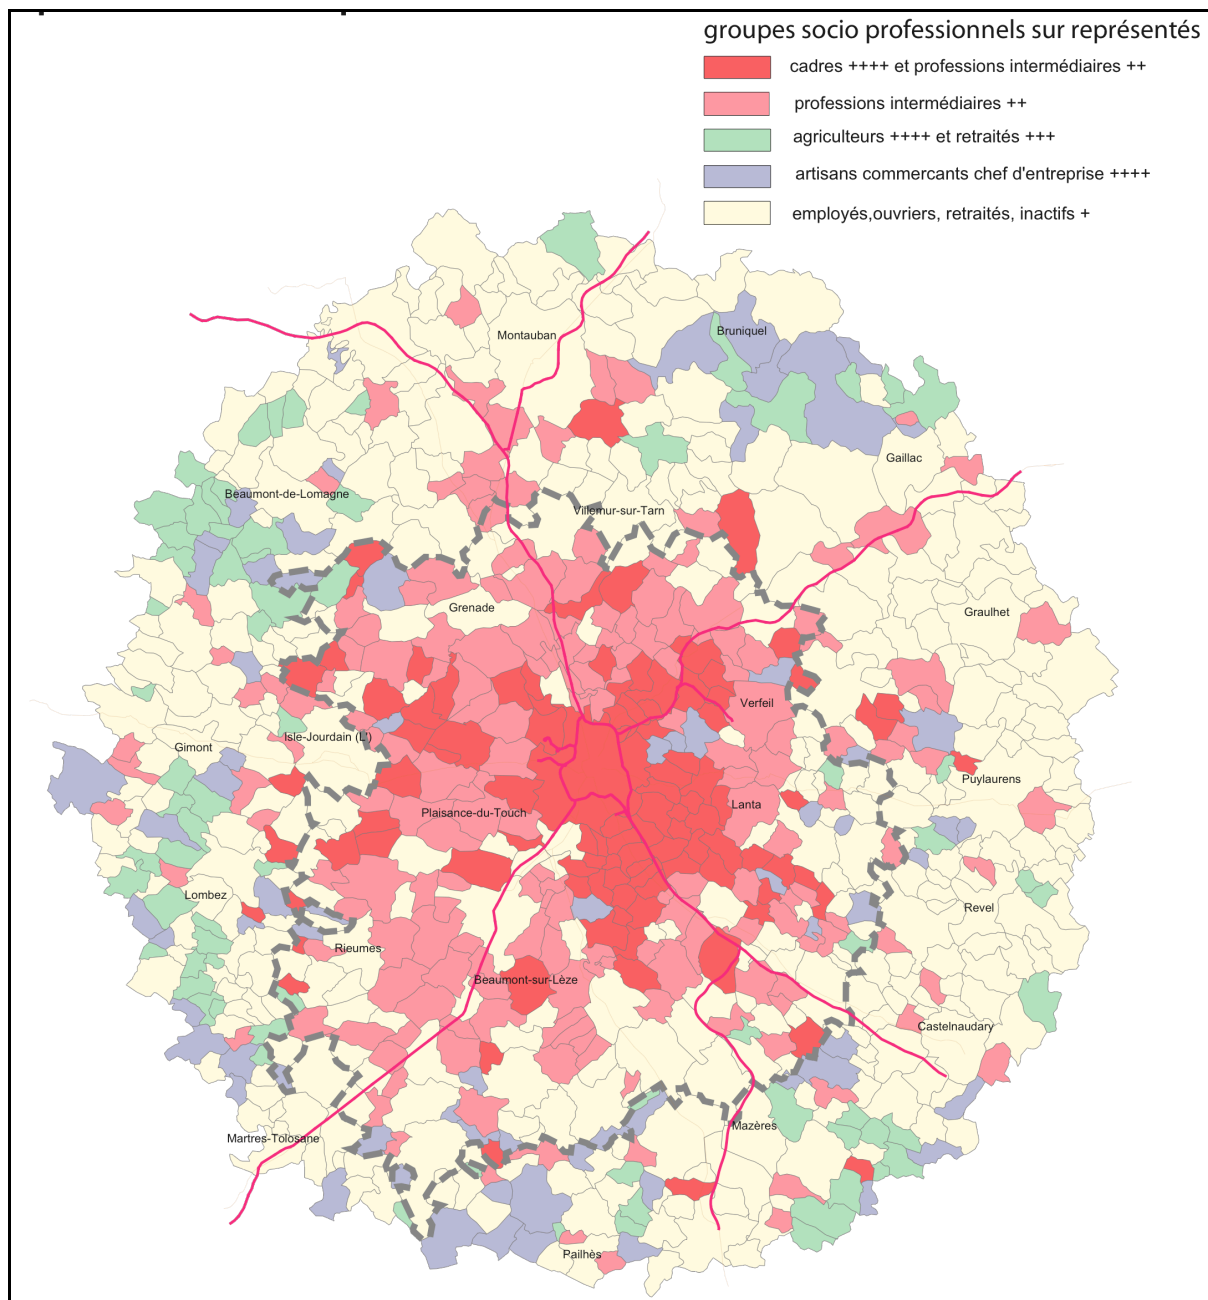 groupes socio professionnels sur représentés
cadres ++++ et professions intermédiaires ++
professions intermédiaires ++
agriculteurs ++++ et retraités +++
artisans commercants chef d'entreprise ++++
employés,ouvriers, retraités, inactifs +
Montauban
Bruniquel
Gaillac
Beaumont-de-Lomagne
Villemur-sur-Tarn
Grenade
Graulhet
Verfeil
Isle-Jourdain (L')
Gimont
Puylaurens
Plaisance-du-Touch
Lanta
Lombez
Revel
Rieumes
Beaumont-sur-Lèze
Castelnaudary
Mazères
Martres-Tolosane
Pailhès